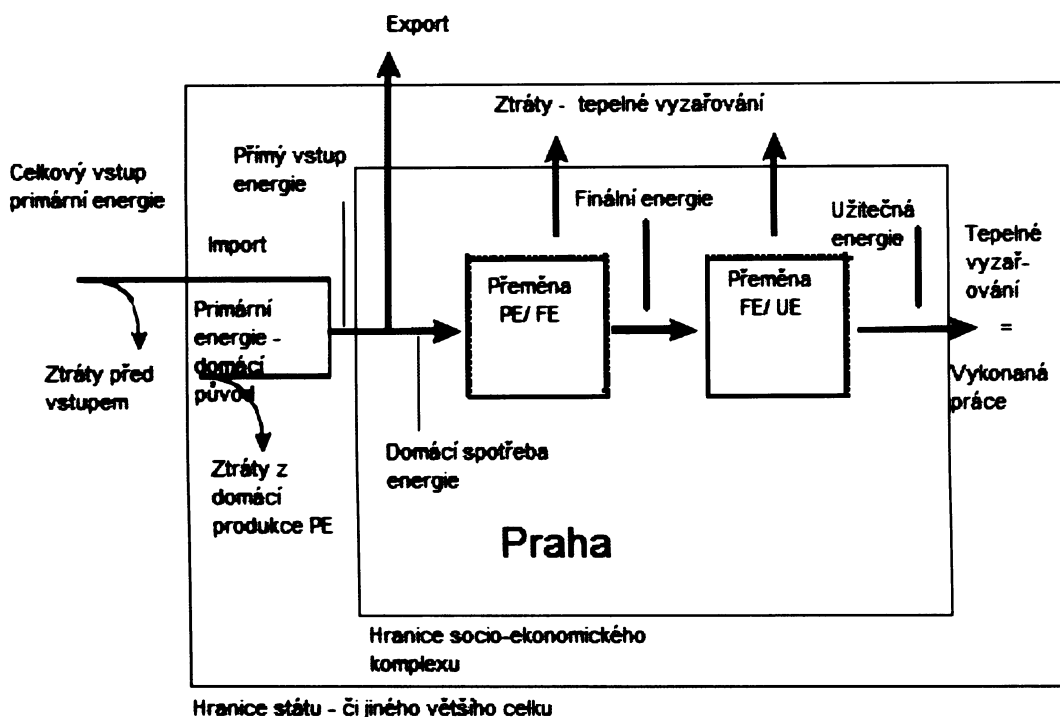 Export
Ztráty - tepelné vyzařování
Přímý vstup
energie
Celkový vstup
primární energie
Finální energie
Užitečná
energie
Tepelné
vyzař-
ování
=
Vykonaná
práce
Import
Primární
energie -
domácí
původ
Přeměna
PE/ FE
Přeměna
FE/ UE
Ztráty před
vstupem
Ztráty z
domácí
produkce PE
Domácí spotřeba
energie
Praha
Hranice socio-ekonomického
komplexu
Hranice státu - či jiného většího celku